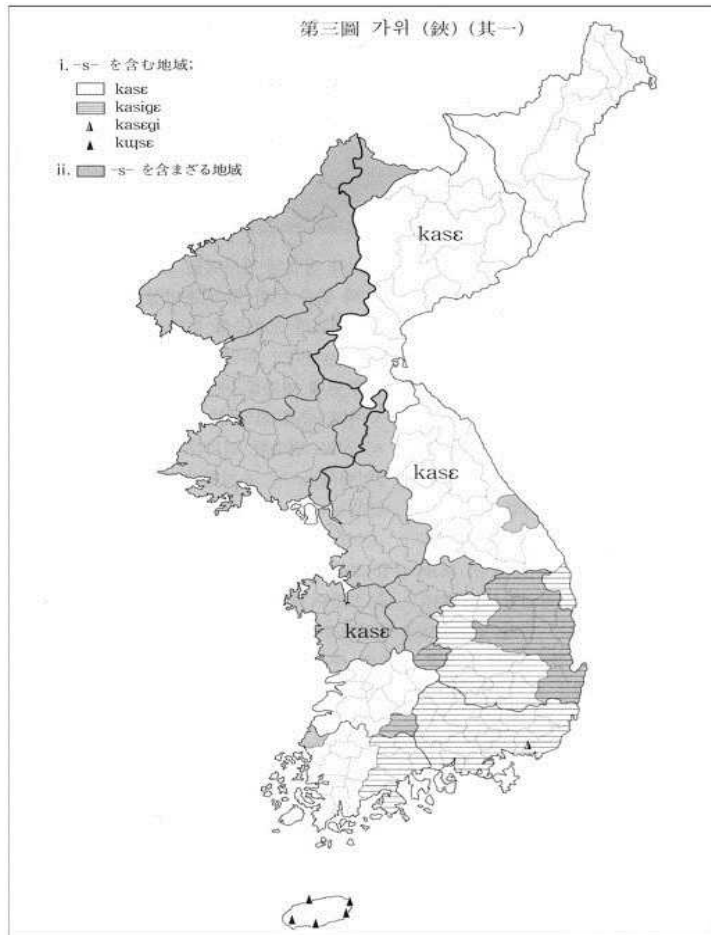 第三圖 가위 (鋏) (其一)
i. -s- を含む地域;
kasɛ
kasigɛ
kasɛgi
kɰsɛ
ii. -s- を含まざる地域
kasɛ
kasɛ
kasɛ